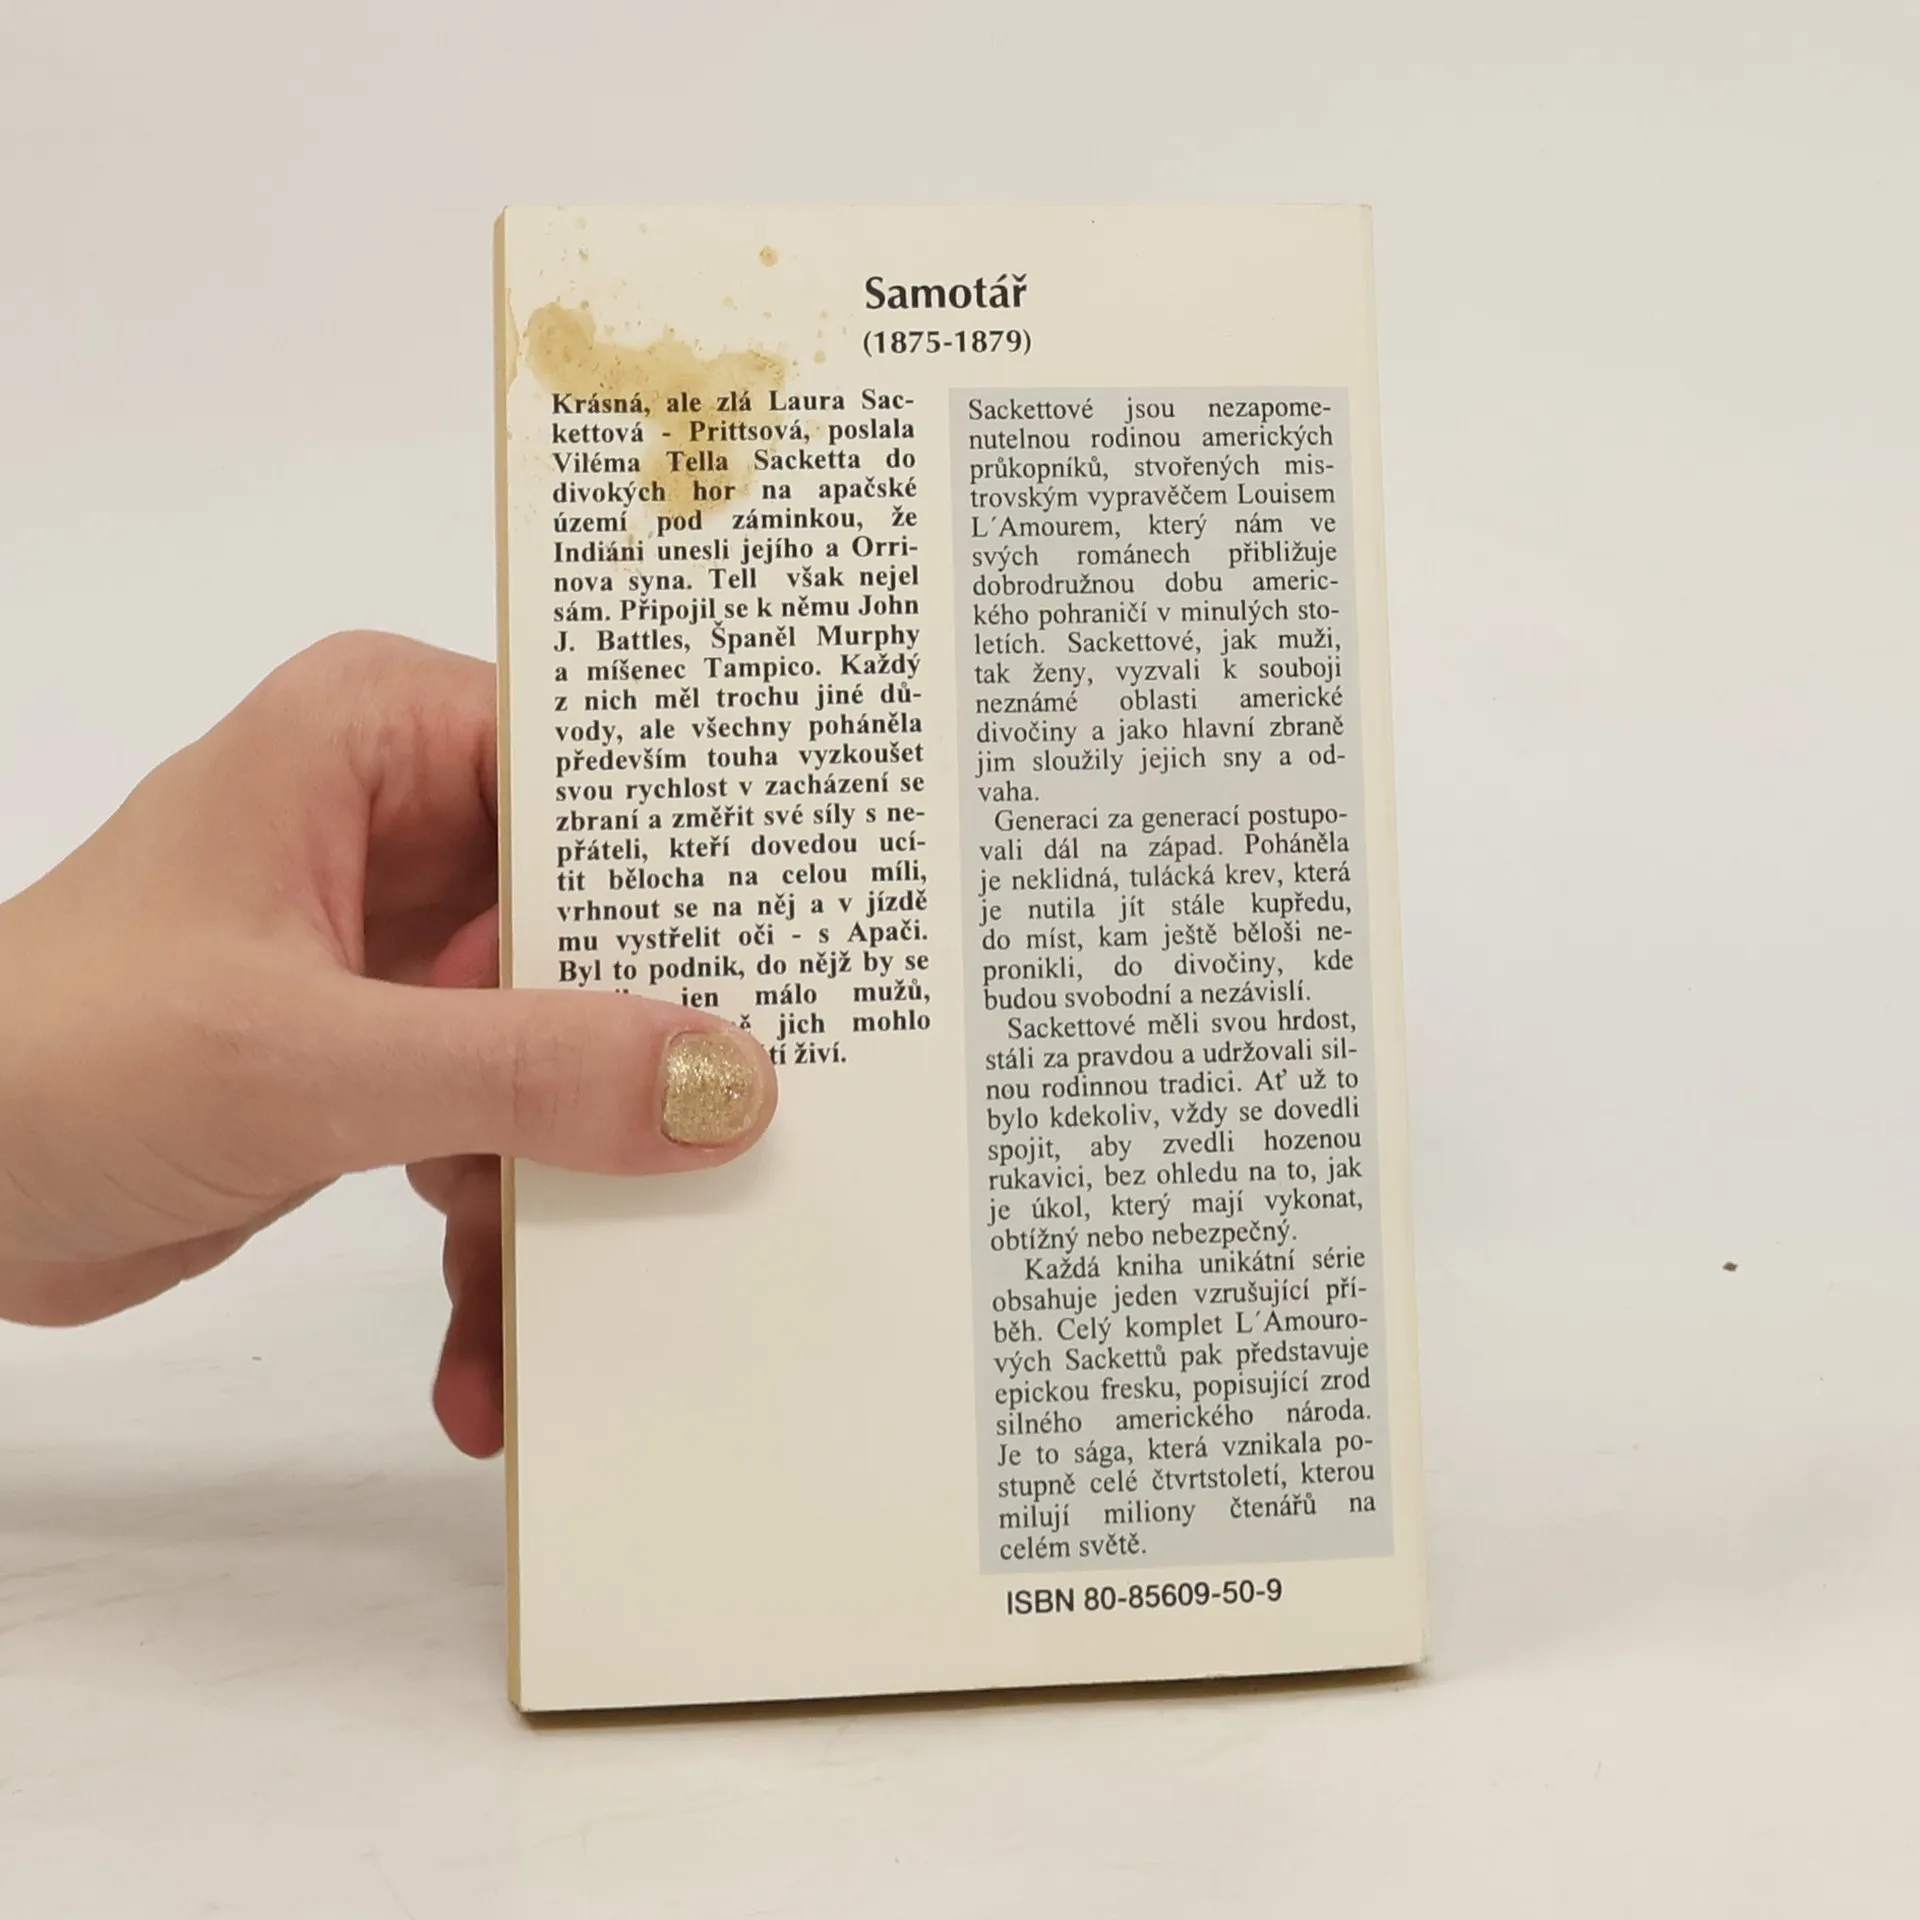 Samotář
(1875-1879)
Krásná, ale zlá Laura Sac-
kettová - Prittsová, poslala
Viléma Tella Sacketta do
divokých hor na apačské
území pod záminkou, že
Indiáni unesli jejího a Orri-
nova syna. Tell však nejel
sám. Připojil se k němu John
J. Battles, Španěl Murphy
a míšenec Tampico. Každý
z nich měl trochu jiné dů-
vody, ale všechny poháněla
především touha vyzkoušet
svou rychlost v zacházení se
zbraní a změřit své síly s ne-
přáteli, kteří dovedou ucí-
tit bělocha na celou míli,
vrhnout se na něj a v jízdě
mu vystřelit oči - s Apači.
Byl to podnik, do nějž by se
jen málo mužů,
jich mohlo
živí.
Sackettové jsou nezapome-
nutelnou rodinou amerických
průkopníků, stvořených mis-
trovským vypravěčem Louisem
L´Amourem, který nám ve
svých románech přibližuje
dobrodružnou dobu americ-
kého pohraničí v minulých sto-
letích. Sackettové, jak muži,
tak ženy, vyzvali k souboji
neznámé oblasti americké
divočiny a jako hlavní zbraně
jim sloužily jejich sny a od-
vaha.
Generaci za generací postupo-
vali dál na západ. Poháněla
je neklidná, tulácká krev, která
je nutila jít stále kupředu,
do míst, kam ještě běloši ne-
pronikli, do divočiny, kde
budou svobodní a nezávislí.
Sackettové měli svou hrdost,
stáli za pravdou a udržovali sil-
nou rodinnou tradici. Ať už to
bylo kdekoliv, vždy se dovedli
spojit, aby zvedli hozenou
rukavici, bez ohledu na to, jak
je úkol, který mají vykonat,
obtížný nebo nebezpečný.
Každá kniha unikátní série
obsahuje jeden vzrušující pří-
běh. Celý komplet L´Amouro-
vých Sackettů pak představuje
epickou fresku, popisující zrod
silného amerického národa.
Je to sága, která vznikala po-
stupně celé čtvrtstoletí, kterou
milují miliony čtenářů na
celém světě.
ISBN 80-85609-50-9